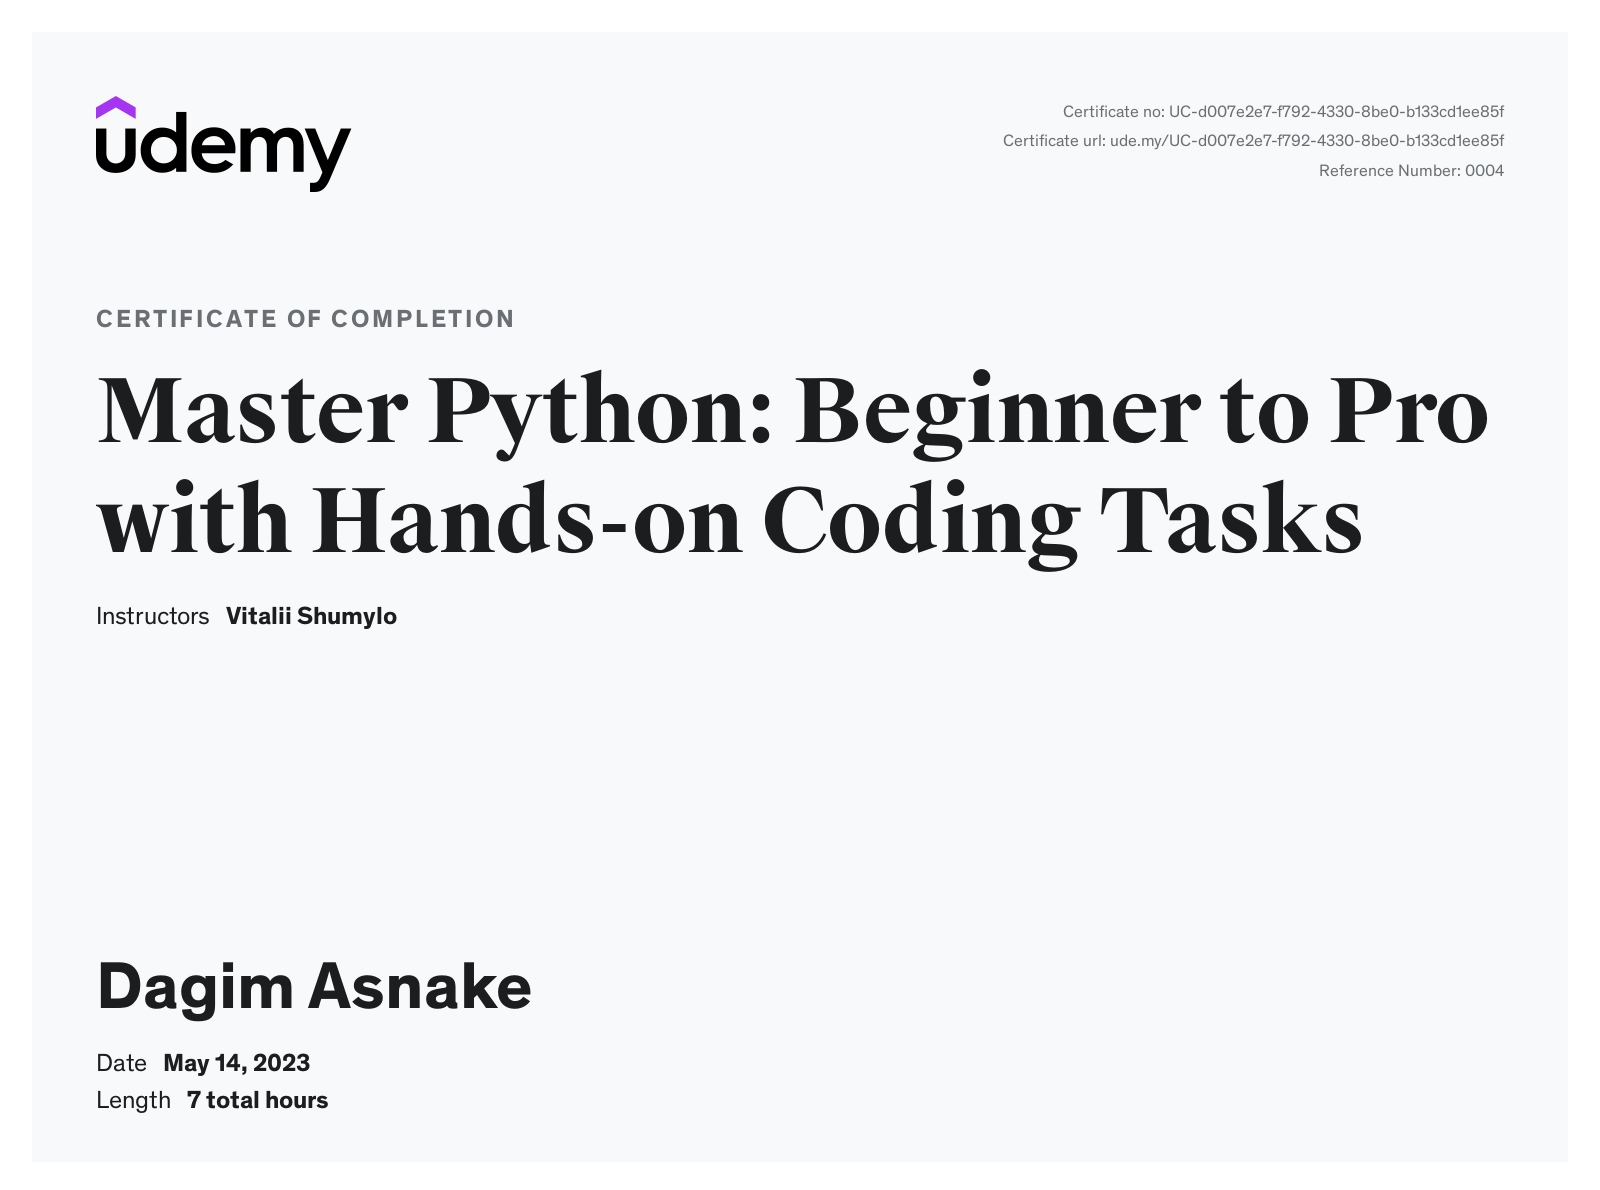 udemy
Certificate no: UC-d007e2e7-f792-4330-8be0-b133cd1ee85f
Certificate url: ude.my/UC-d007e2e7-f792-4330-8be0-b133cd1ee85f
Reference Number: 0004
CERTIFICATE OF COMPLETION
Master Python: Beginner to Pro
with Hands-on Coding Tasks
Instructors Vitalii Shumylo
Dagim Asnake
Date May 14, 2023
Length 7 total hours